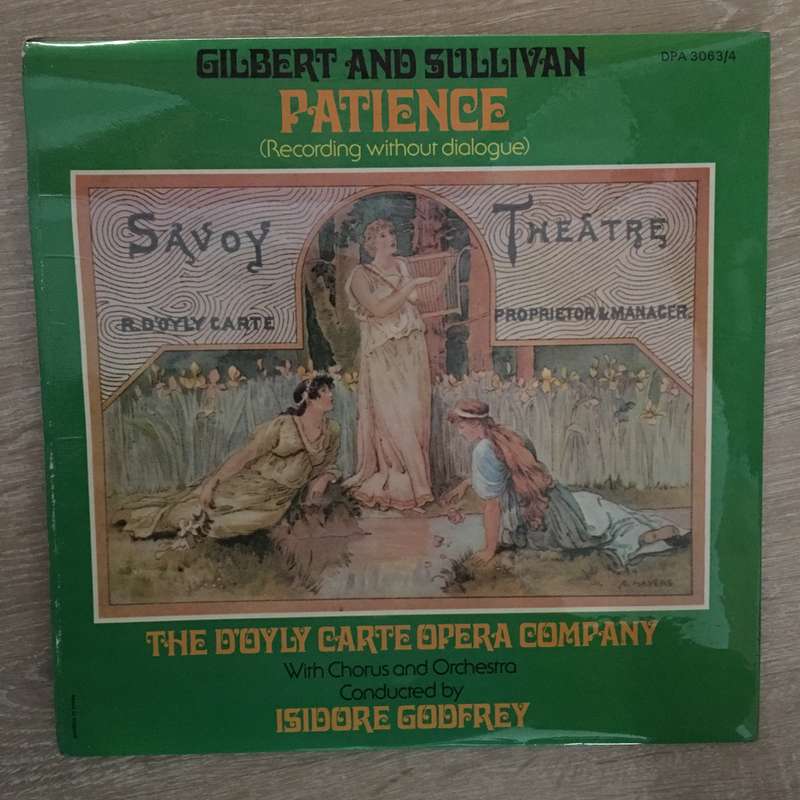 GILBERT AND SULLIVAN
DPA 3063/4
PATIENCE
(Recording without dialogue)
SAVOY THEATRE
R. D'OYLY CARTE PROPRIETOR & MANAGER.
THE D'OYLY CARTE OPERA COMPANY
With Chorus and Orchestra
Conducted by
ISIDORE GODFREY